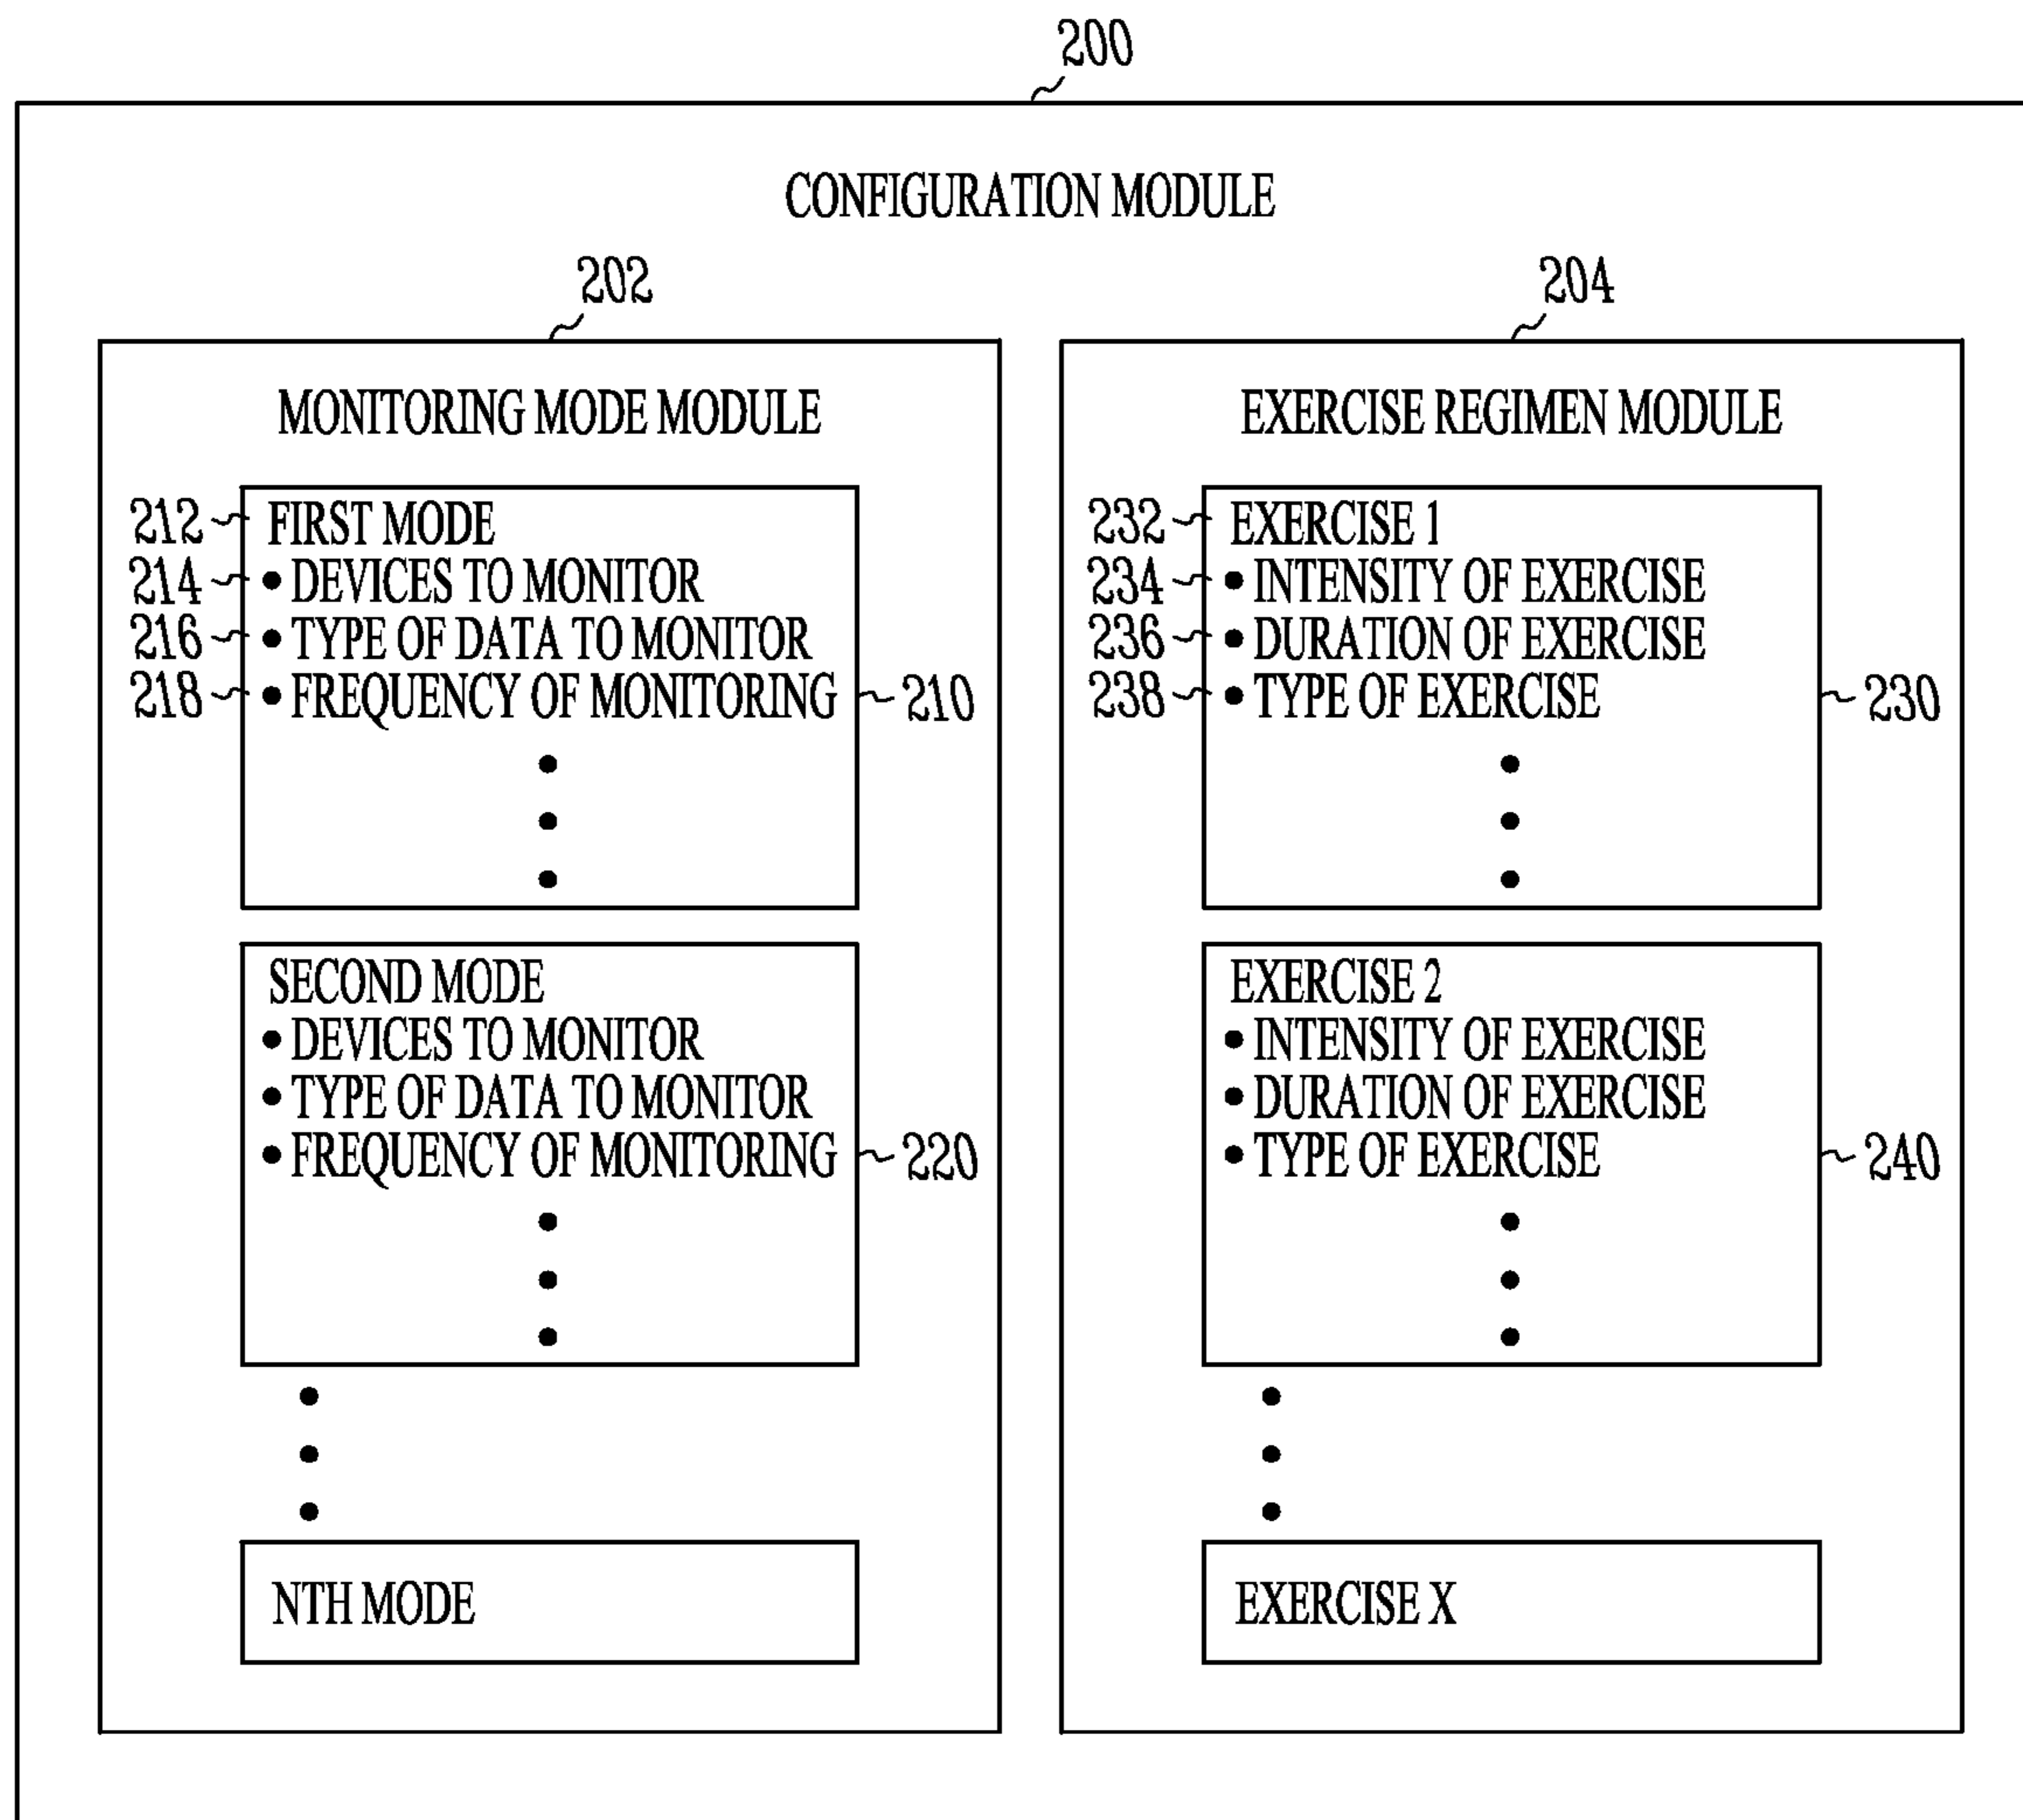 200
CONFIGURATION MODULE
202
MONITORING MODE MODULE
212 FIRST MODE
214 • DEVICES TO MONITOR
216 • TYPE OF DATA TO MONITOR
218 • FREQUENCY OF MONITORING 210
220
SECOND MODE
• DEVICES TO MONITOR
• TYPE OF DATA TO MONITOR
• FREQUENCY OF MONITORING
NTH MODE
204
EXERCISE REGIMEN MODULE
232 EXERCISE 1
234 • INTENSITY OF EXERCISE
236 • DURATION OF EXERCISE
238 • TYPE OF EXERCISE 230
EXERCISE 2
• INTENSITY OF EXERCISE
• DURATION OF EXERCISE
• TYPE OF EXERCISE 240
EXERCISE X